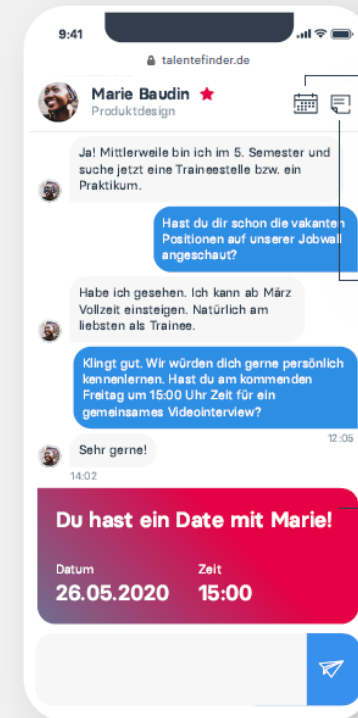 9:41
talentefinder.de
Marie Baudin
Produktdesign
Ja! Mittlerweile bin ich im 5. Semester und
suche jetzt eine Traineestelle bzw. ein
Praktikum.
Hast du dir schon die vakanten
Positionen auf unserer Jobwall
angeschaut?
Habe ich gesehen. Ich kann ab März
Vollzeit einsteigen. Natürlich am
liebsten als Trainee.
Klingt gut. Wir würden dich gerne persönlich
kennenlernen. Hast du am kommenden
Freitag um 15:00 Uhr Zeit für ein
gemeinsames Videointerview?
12:05
Sehr gerne!
14:02
Du hast ein Date mit Marie!
Datum Zeit
26.05.2020 15:00